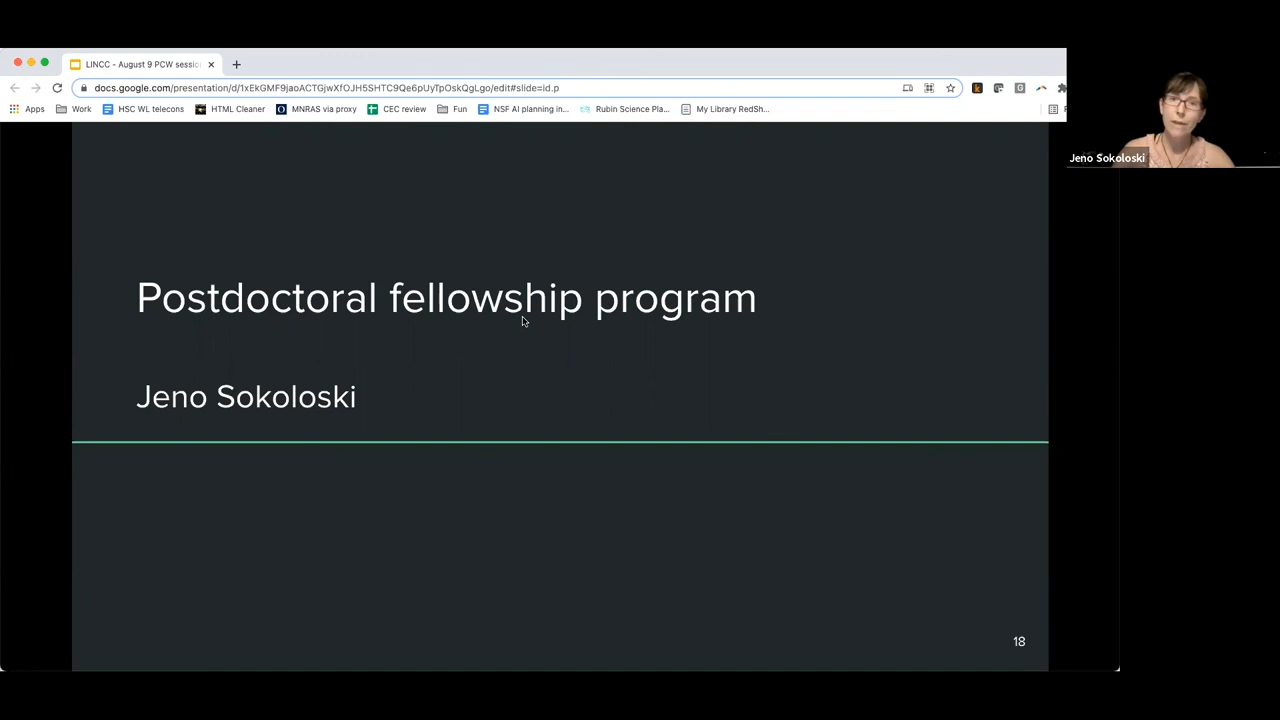 LINCC - August 9 PCW sessio
docs.google.com/presentation/d/1xEkGMF9jaoACTGjwXfOJH5SHTC9Qe6pUyTpOskQgLgo/edit#slide=id.p
Apps
Work
HSC WL telecons
HTML Cleaner
MNRAS via proxy
CEC review
Fun
NSF AI planning in...
Rubin Science Pla...
My Library RedSh...
Jeno Sokoloski
Postdoctoral fellowship program
Jeno Sokoloski
18